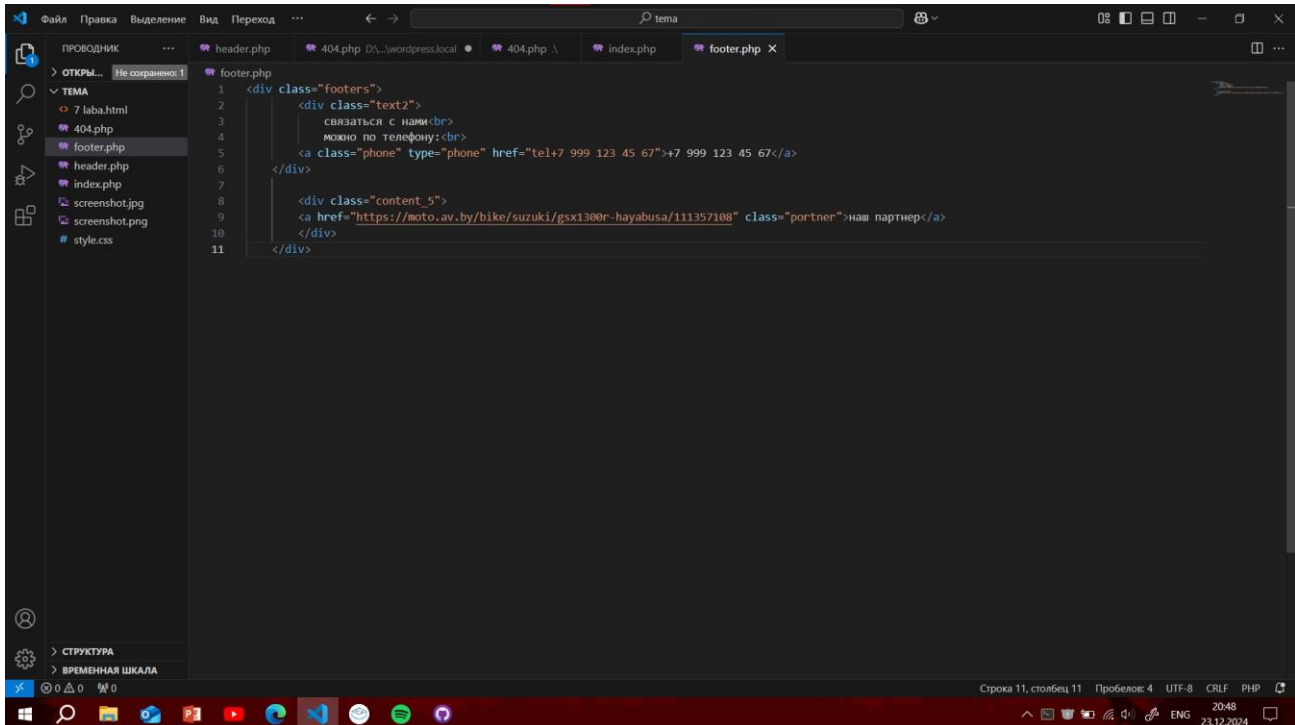 Файл Правка Выделение Вид Переход ··· tema
ПРОВОДНИК ···
header.php 404.php D:\...\wordpress.local 404.php .\ index.php footer.php
ОТКРЫ... Не сохранено: 1
ТЕМА
7 laba.html
404.php
footer.php
header.php
index.php
screenshot.jpg
screenshot.png
style.css
footer.php
1 <div class="footers">
2 <div class="text2">
3 связаться с нами<br>
4 можно по телефону:<br>
5 <a class="phone" type="phone" href="tel+7 999 123 45 67">+7 999 123 45 67</a>
6 </div>
7
8 <div class="content_5">
9 <a href="https://moto.av.by/bike/suzuki/gsx1300r-hayabusa/111357108" class="portner">наш партнер</a>
10 </div>
11 </div>
СТРУКТУРА
ВРЕМЕННАЯ ШКАЛА
0 0 0 Строка 11, столбец 11 Пробелов: 4 UTF-8 CRLF PHP
ENG 20:48
23.12.2024